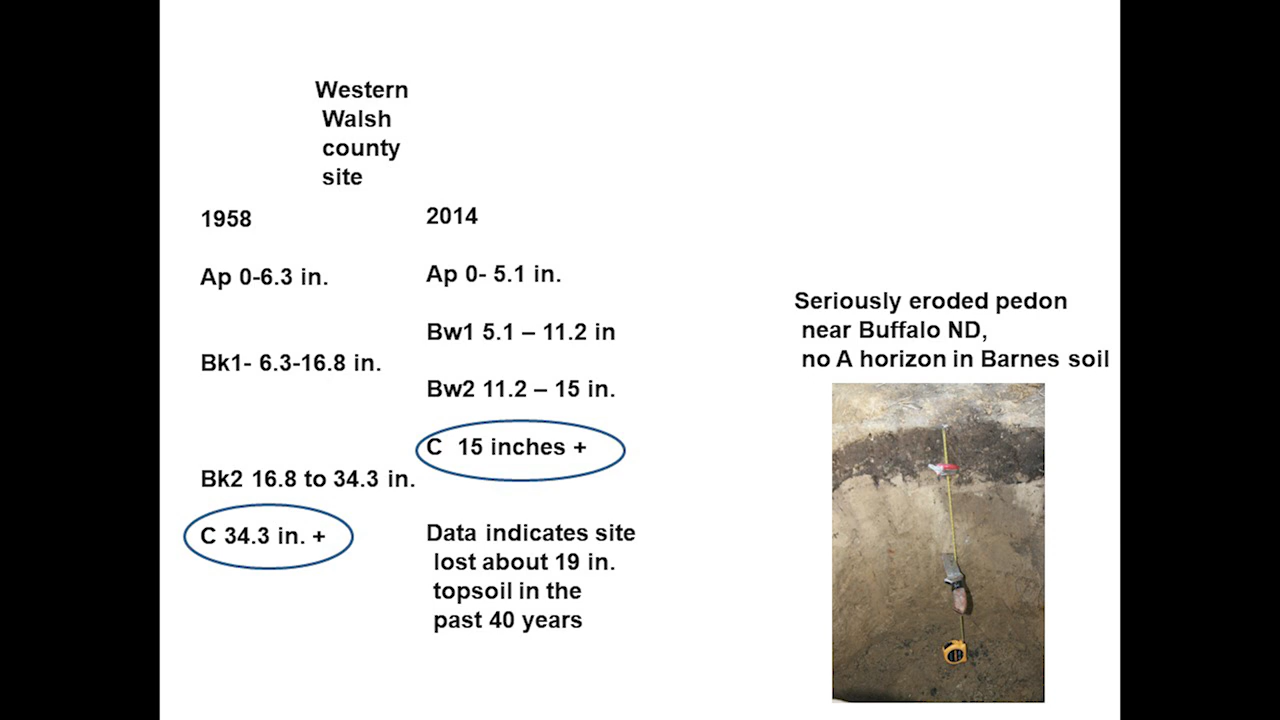 Western
Walsh
county
site
1958
Ap 0-6.3 in.
Bk1- 6.3-16.8 in.
Bk2 16.8 to 34.3 in.
C 34.3 in. +
2014
Ap 0- 5.1 in.
Bw1 5.1 – 11.2 in
Bw2 11.2 – 15 in.
C 15 inches +
Data indicates site
lost about 19 in.
topsoil in the
past 40 years
Seriously eroded pedon
near Buffalo ND,
no A horizon in Barnes soil